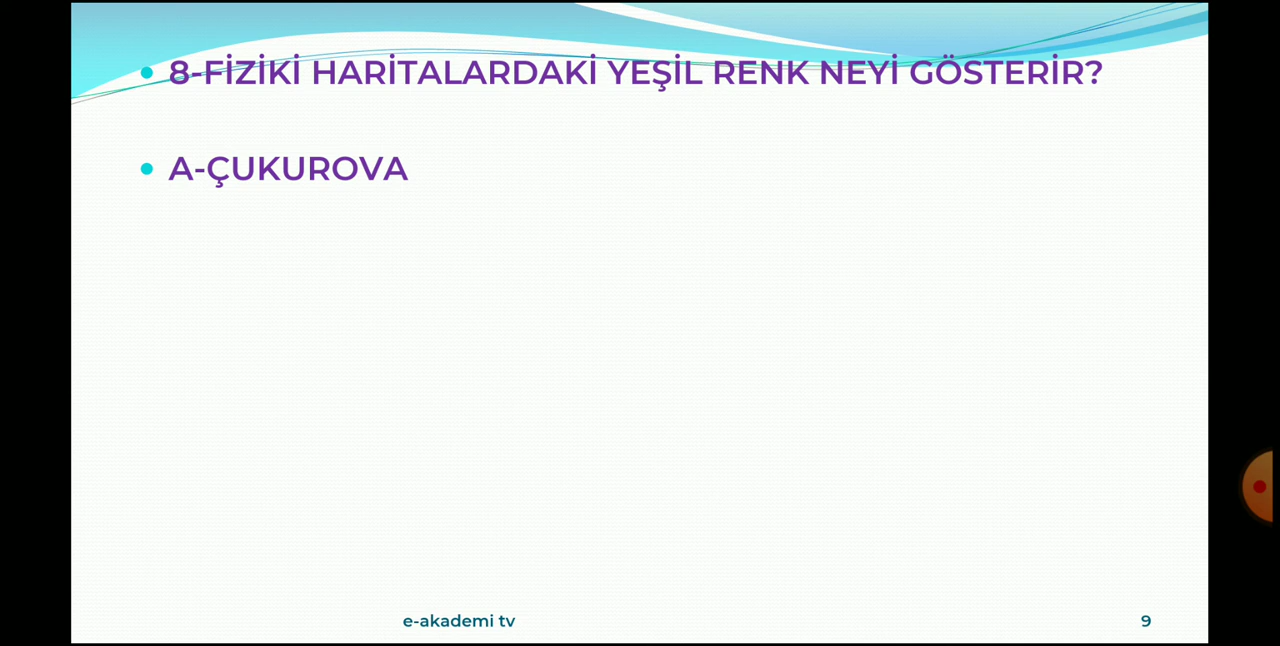 8-FİZİKİ HARİTALARDAKİ YEŞİL RENK NEYİ GÖSTERİR?
A-ÇUKUROVA
e-akademi tv
9